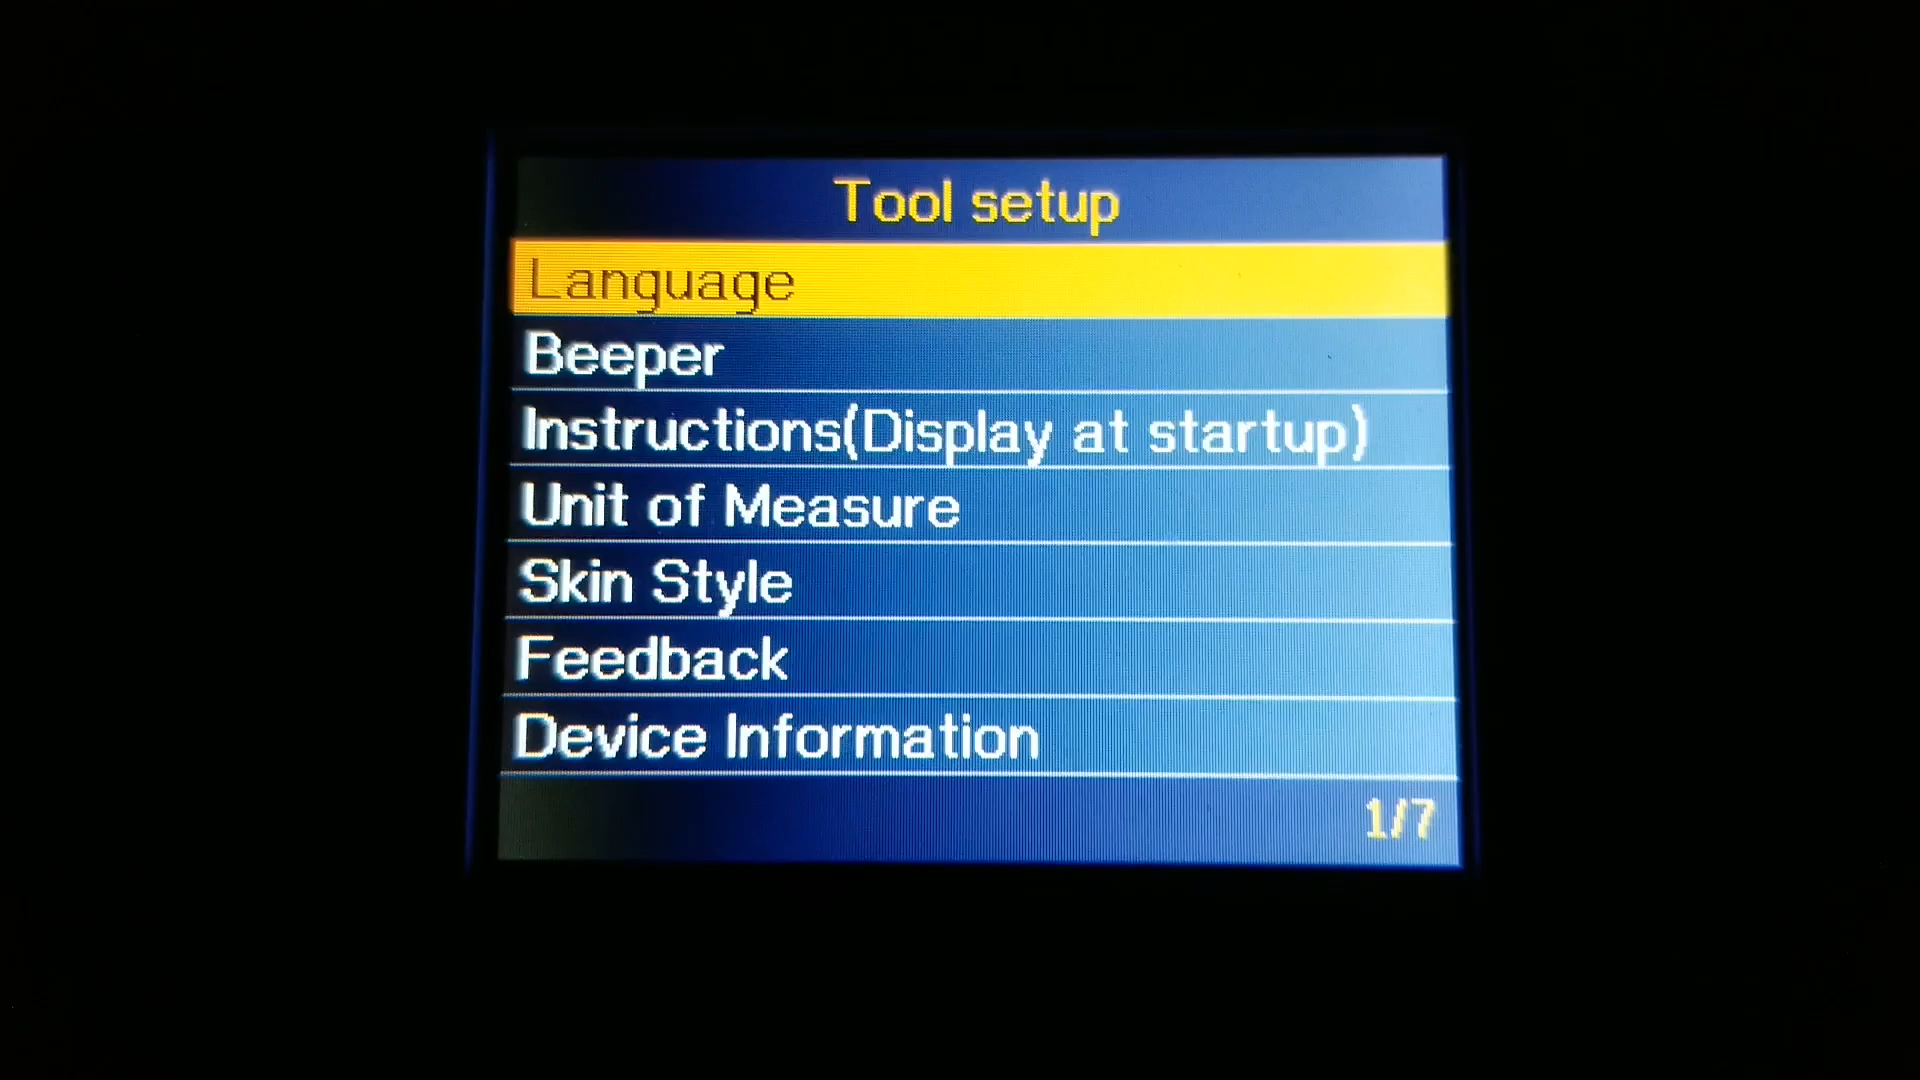 Tool setup
Language
Beeper
Instructions(Display at startup)
Unit of Measure
Skin Style
Feedback
Device Information
1/7